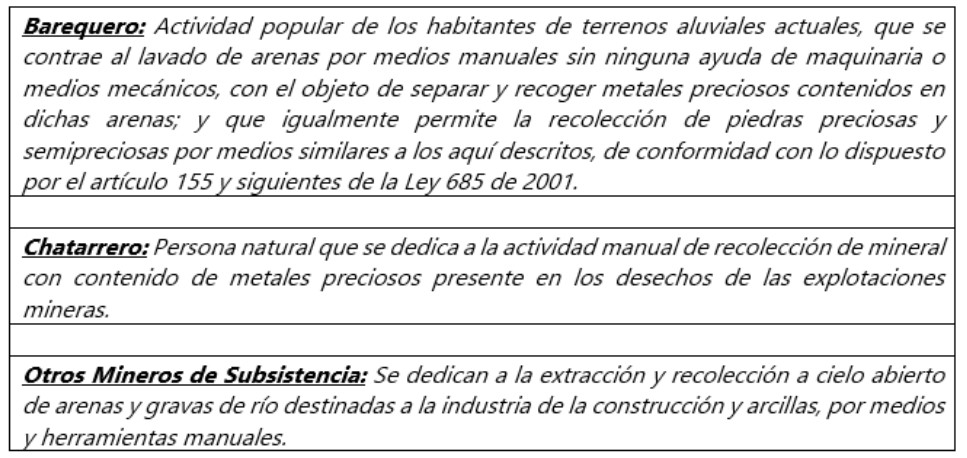 Barequero: Actividad popular de los habitantes de terrenos aluviales actuales, que se
contrae al lavado de arenas por medios manuales sin ninguna ayuda de maquinaria o
medios mecánicos, con el objeto de separar y recoger metales preciosos contenidos en
dichas arenas; y que igualmente permite la recolección de piedras preciosas y
semipreciosas por medios similares a los aquí descritos, de conformidad con lo dispuesto
por el artículo 155 y siguientes de la Ley 685 de 2001.
Chatarrero: Persona natural que se dedica a la actividad manual de recolección de mineral
con contenido de metales preciosos presente en los desechos de las explotaciones
mineras.
Otros Mineros de Subsistencia: Se dedican a la extracción y recolección a cielo abierto
de arenas y gravas de río destinadas a la industria de la construcción y arcillas, por medios
y herramientas manuales.